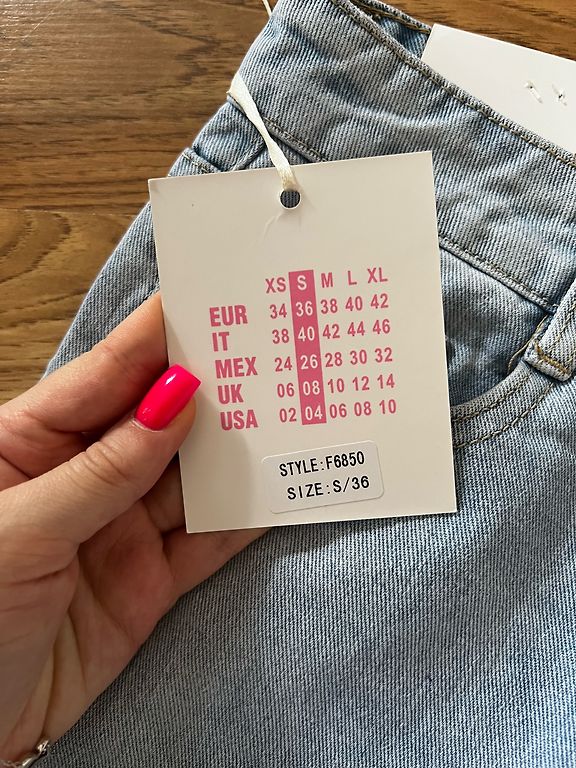 XS S M L XL
EUR 34 36 38 40 42
IT 38 40 42 44 46
MEX 24 26 28 30 32
UK 06 08 10 12 14
USA 02 04 06 08 10
STYLE:F6850
SIZE:S/36